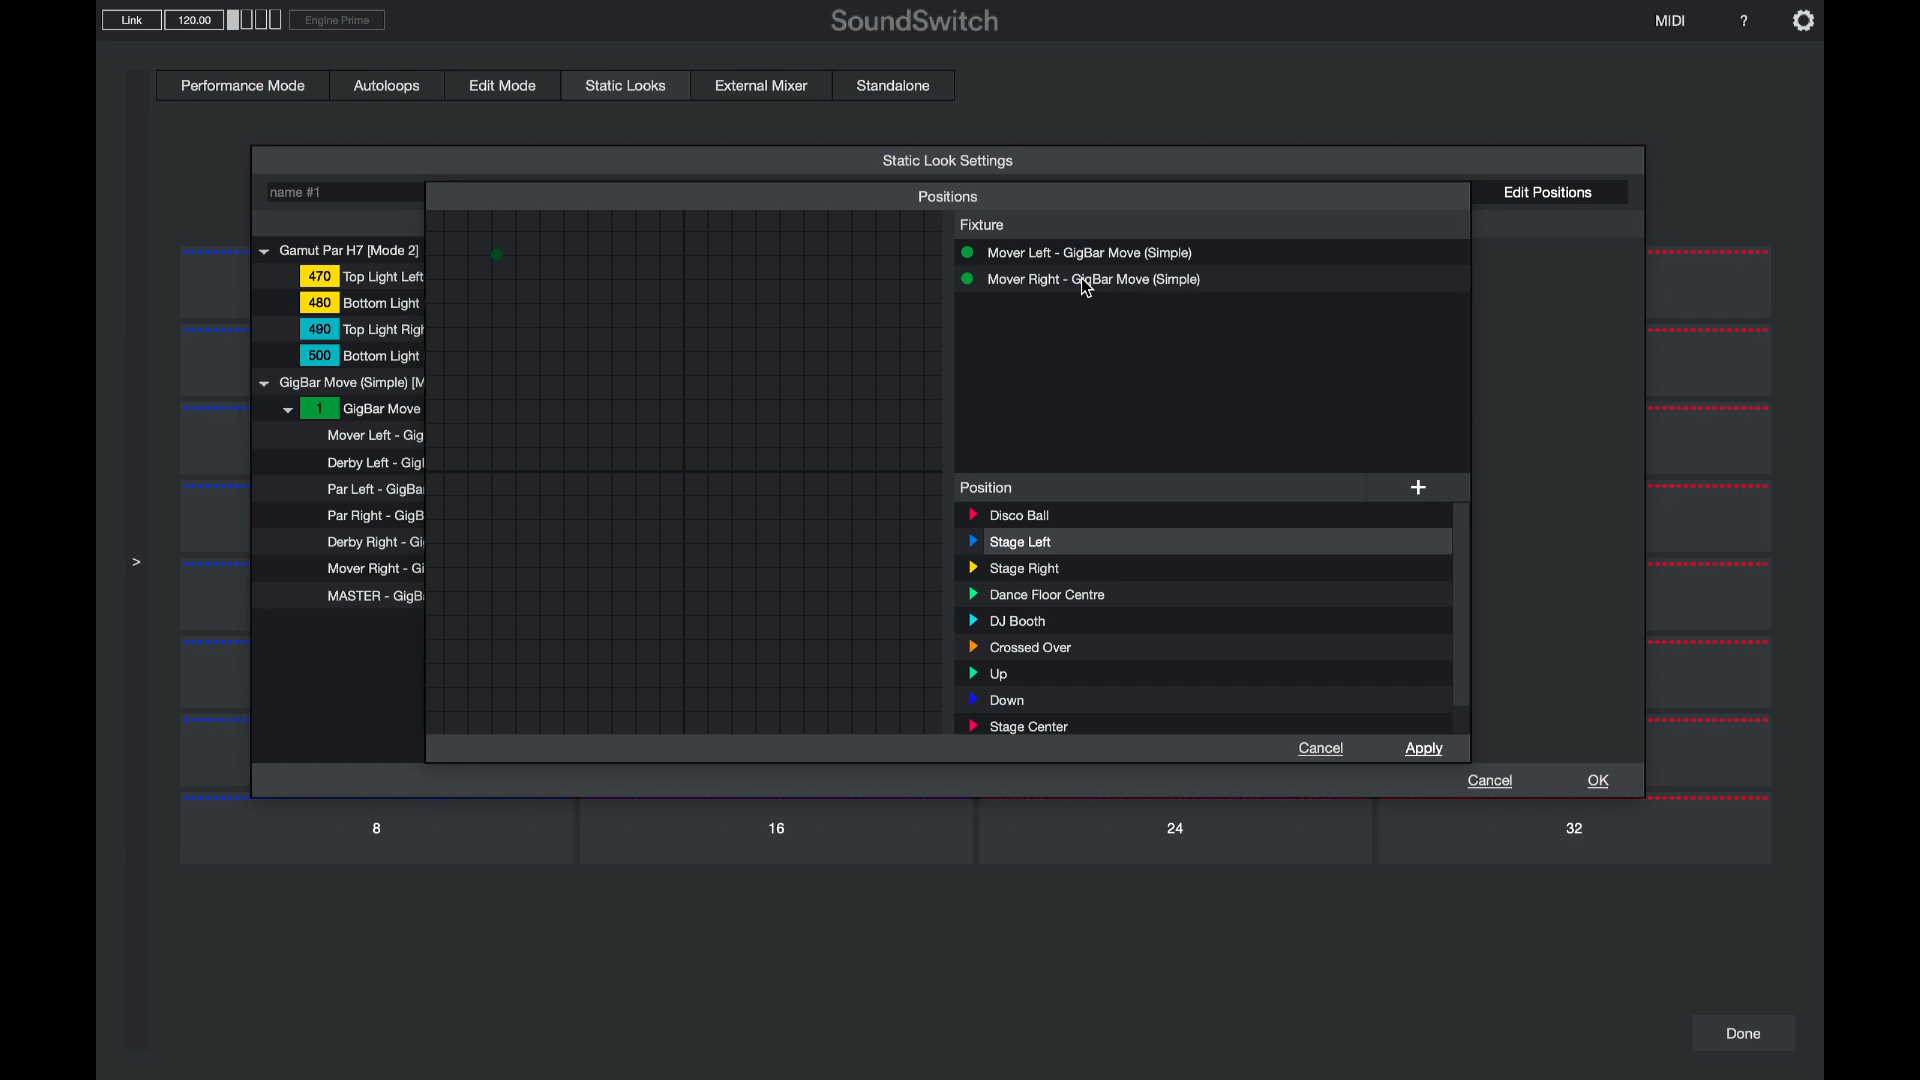 Link
120.00
Engine Prime
SoundSwitch
MIDI
?
Performance Mode
Autoloops
Edit Mode
Static Looks
External Mixer
Standalone
Static Look Settings
name #1
Edit Positions
Positions
Fixture
Mover Left - GigBar Move (Simple)
Mover Right - GigBar Move (Simple)
Gamut Par H7 [Mode 2]
470 Top Light Left
480 Bottom Light
490 Top Light Righ
500 Bottom Light
GigBar Move (Simple) [M
1 GigBar Move
Mover Left - Gig
Derby Left - Gig
Par Left - GigBa
Par Right - GigB
Derby Right - Gi
Mover Right - Gi
MASTER - GigB
>
Position
+
Disco Ball
Stage Left
Stage Right
Dance Floor Centre
DJ Booth
Crossed Over
Up
Down
Stage Center
Cancel
Apply
Cancel
OK
8
16
24
32
Done